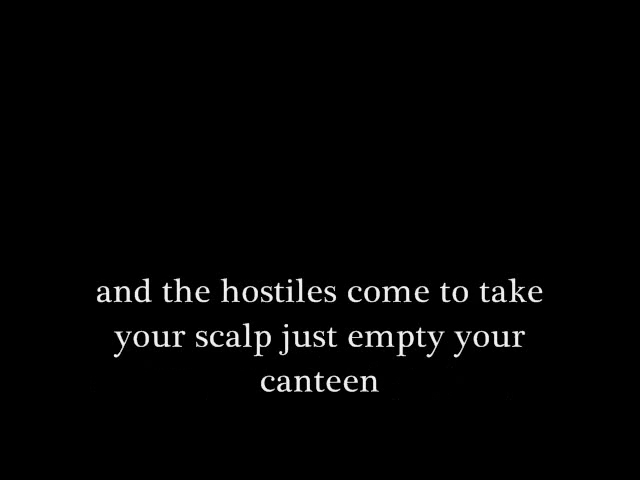 and the hostiles come to take
your scalp just empty your
canteen